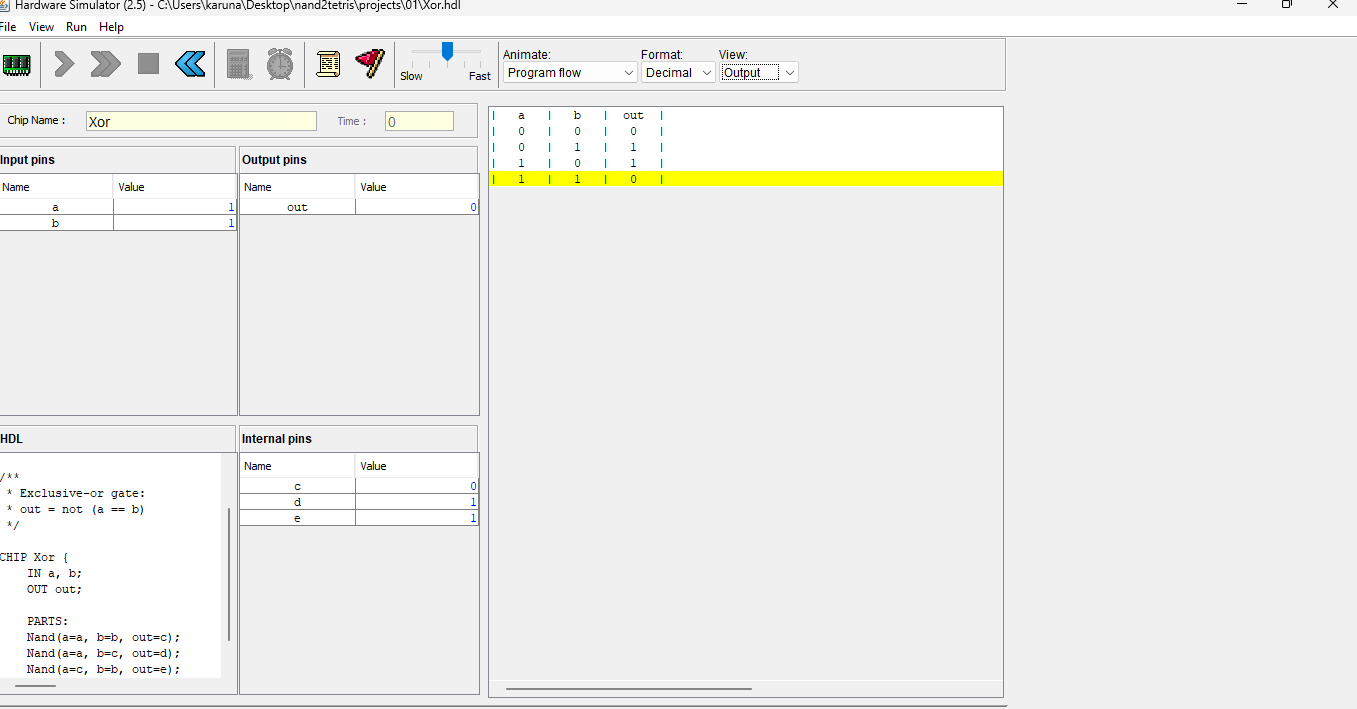 Hardware Simulator (2.5) - C:\Users\karuna\Desktop\nand2tetris\projects\01\Xor.hdl
File View Run Help
Slow Fast
Animate: Format: View:
Program flow Decimal Output
Chip Name : Xor Time : 0
Input pins
Name Value
a 1
b 1
Output pins
Name Value
out 0
HDL
/**
* Exclusive-or gate:
* out = not (a == b)
*/
CHIP Xor {
IN a, b;
OUT out;
PARTS:
Nand(a=a, b=b, out=c);
Nand(a=a, b=c, out=d);
Nand(a=c, b=b, out=e);
Internal pins
Name Value
c 0
d 1
e 1
| a | b | out |
| 0 | 0 | 0 |
| 0 | 1 | 1 |
| 1 | 0 | 1 |
| 1 | 1 | 0 |